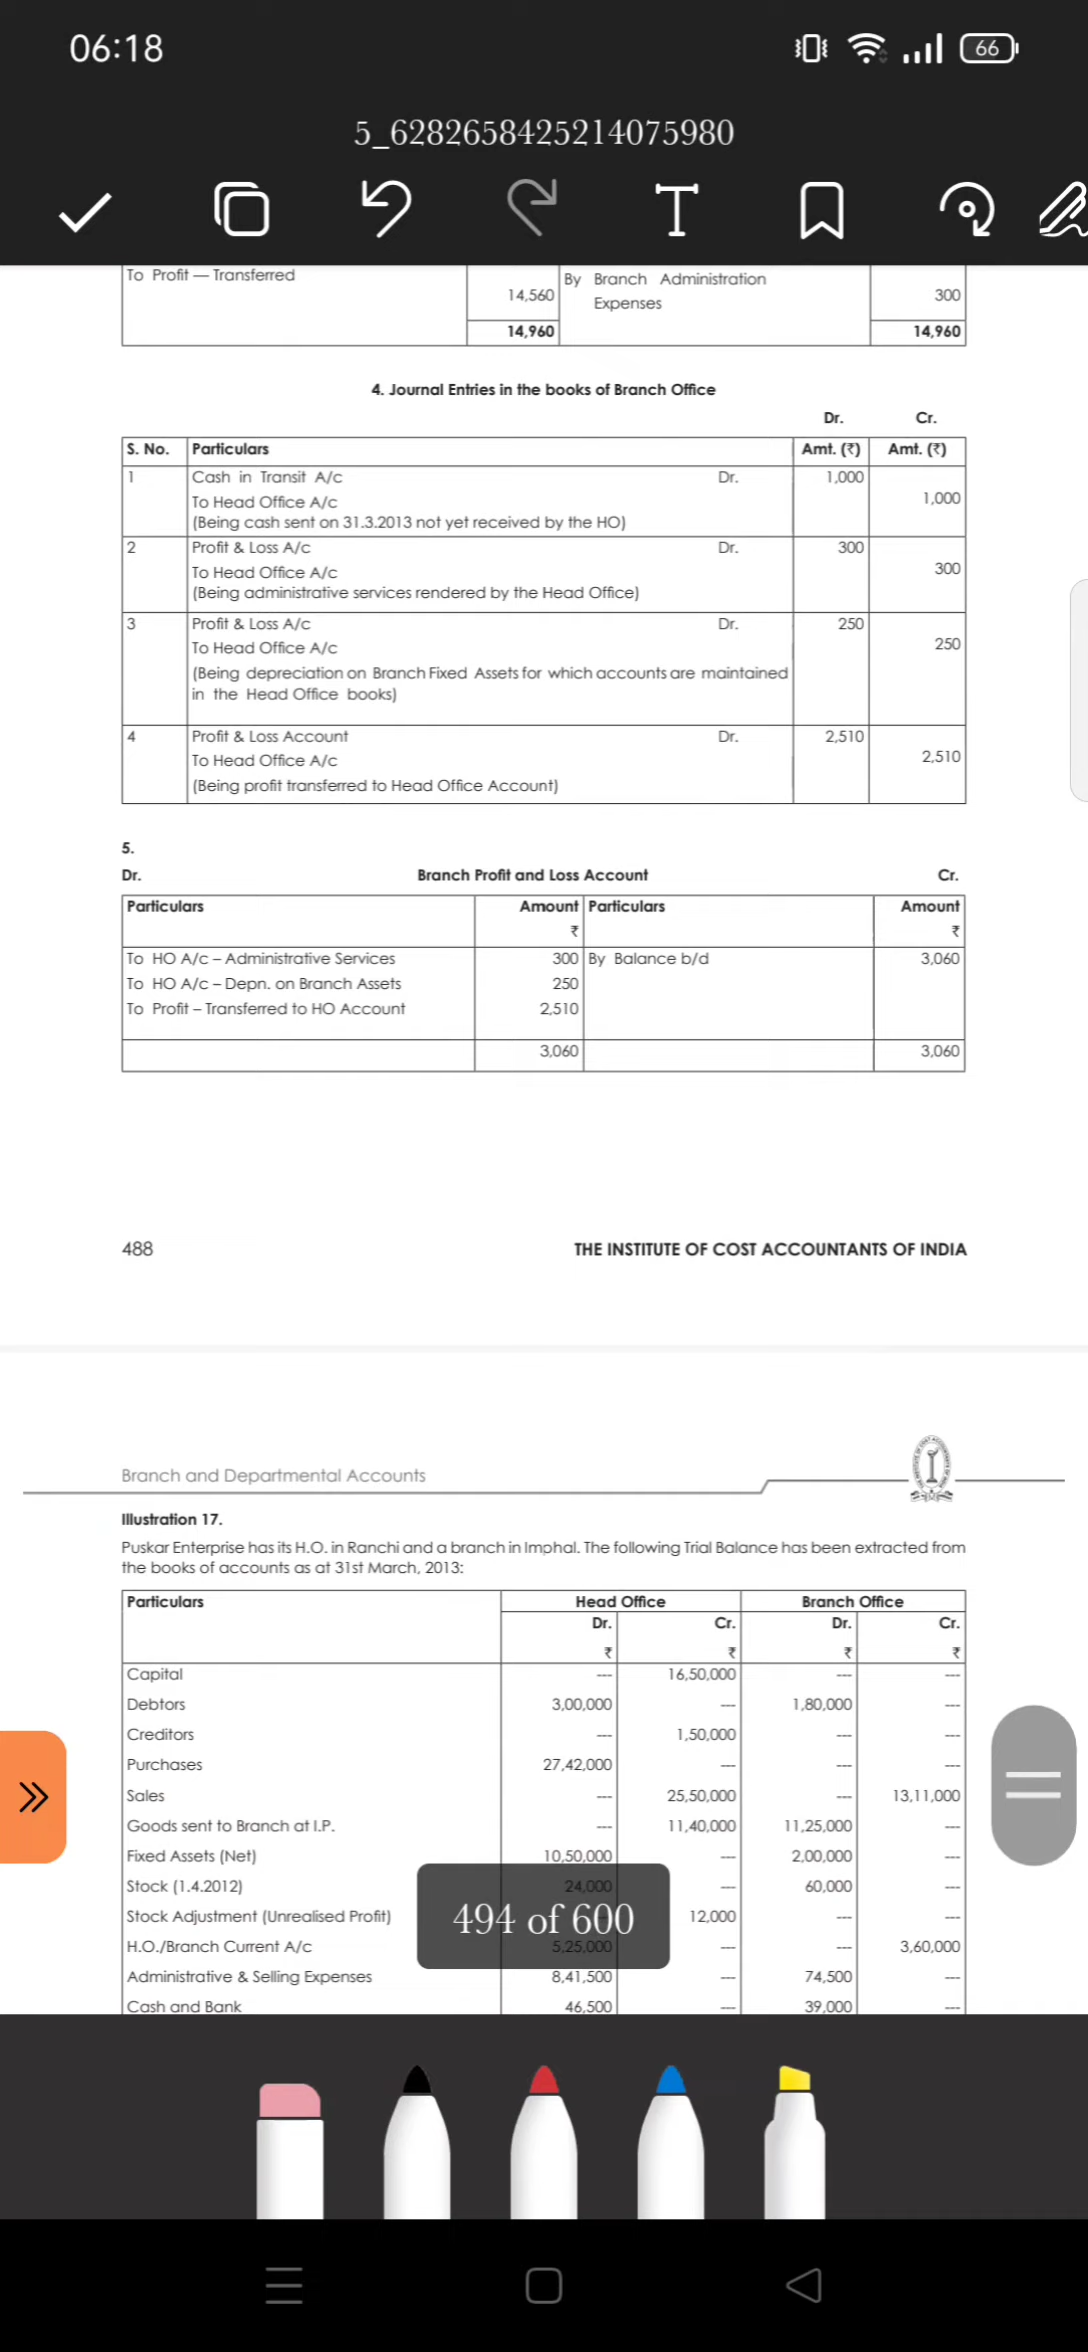 06:18
66
5_6282658425214075980
T
To Profit — Transferred 14,560 By Branch Administration Expenses 300
14,960 14,960
4. Journal Entries in the books of Branch Office
Dr. Cr.
S. No. Particulars Amt. (₹) Amt. (₹)
1 Cash in Transit A/c Dr. 1,000
To Head Office A/c 1,000
(Being cash sent on 31.3.2013 not yet received by the HO)
2 Profit & Loss A/c Dr. 300
To Head Office A/c 300
(Being administrative services rendered by the Head Office)
3 Profit & Loss A/c Dr. 250
To Head Office A/c 250
(Being depreciation on Branch Fixed Assets for which accounts are maintained
in the Head Office books)
4 Profit & Loss Account Dr. 2,510
To Head Office A/c 2,510
(Being profit transferred to Head Office Account)
5.
Dr. Branch Profit and Loss Account Cr.
Particulars Amount Particulars Amount
₹ ₹
To HO A/c – Administrative Services 300 By Balance b/d 3,060
To HO A/c – Depn. on Branch Assets 250
To Profit – Transferred to HO Account 2,510
3,060 3,060
488 THE INSTITUTE OF COST ACCOUNTANTS OF INDIA
Branch and Departmental Accounts
Illustration 17.
Puskar Enterprise has its H.O. in Ranchi and a branch in Imphal. The following Trial Balance has been extracted from
the books of accounts as at 31st March, 2013:
Particulars Head Office Branch Office
Dr. Cr. Dr. Cr.
₹ ₹ ₹ ₹
Capital --- 16,50,000 --- ---
Debtors 3,00,000 --- 1,80,000 ---
Creditors --- 1,50,000 --- ---
Purchases 27,42,000 --- --- ---
Sales --- 25,50,000 --- 13,11,000
Goods sent to Branch at I.P. --- 11,40,000 11,25,000 ---
Fixed Assets (Net) 10,50,000 --- 2,00,000 ---
Stock (1.4.2012) 24,000 --- 60,000 ---
Stock Adjustment (Unrealised Profit) 12,000 --- ---
494 of 600
H.O./Branch Current A/c 5,25,000 --- --- 3,60,000
Administrative & Selling Expenses 8,41,500 --- 74,500 ---
Cash and Bank 46,500 --- 39,000 ---